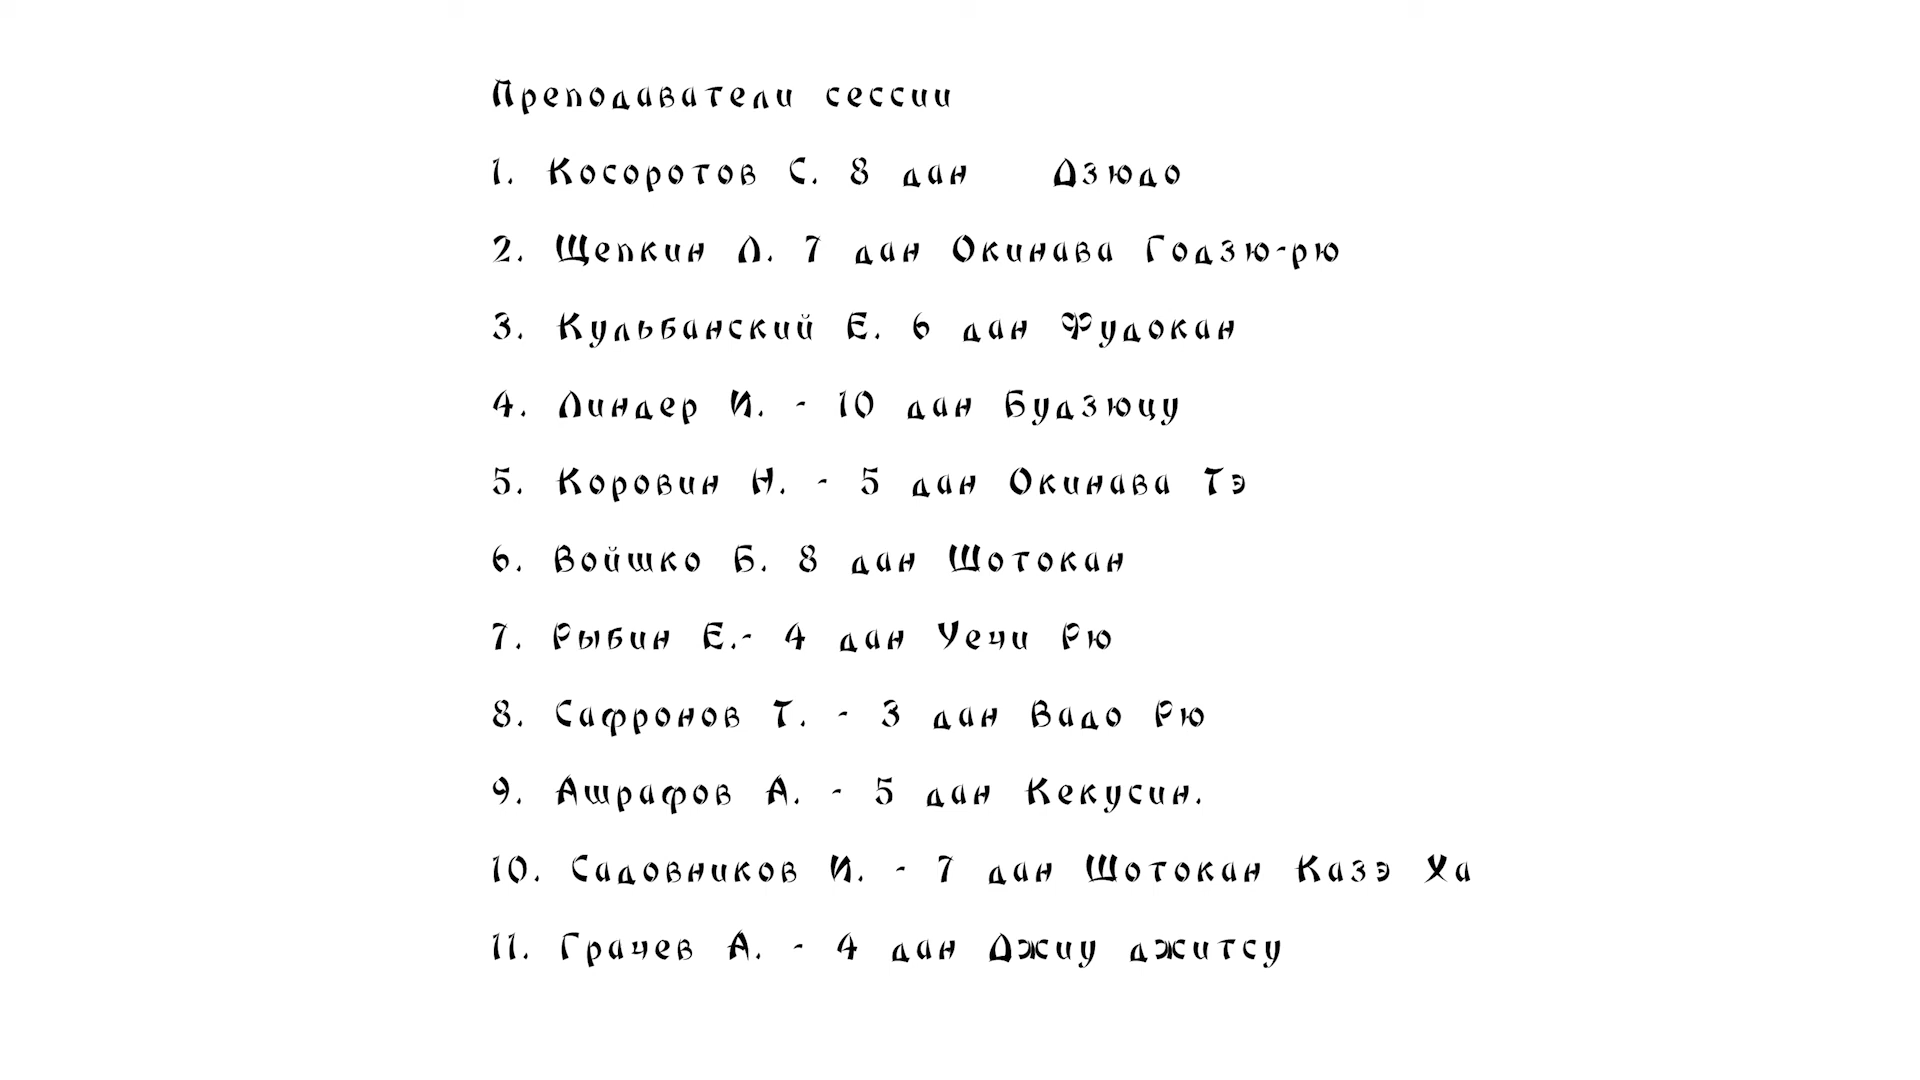 Преподаватели сессии
1. Косоротов С. 8 дан Дзюдо
2. Щепкин Л. 7 дан Окинава Годзю-рю
3. Кульбанский Е. 6 дан Фудокан
4. Линдер И. - 10 дан Будзюцу
5. Коровин Н. - 5 дан Окинава Тэ
6. Войшко Б. 8 дан Шотокан
7. Рыбин Е.- 4 дан Уечи Рю
8. Сафронов Т. - 3 дан Вадо Рю
9. Ашрафов А. - 5 дан Кекусин.
10. Садовников И. - 7 дан Шотокан Казэ Ха
11. Грачев А. - 4 дан Джиу джитсу